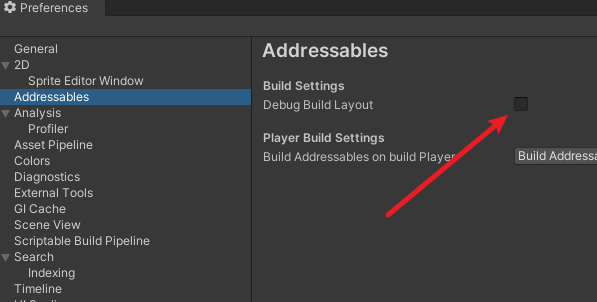 Preferences
General
2D
Sprite Editor Window
Addressables
Analysis
Profiler
Asset Pipeline
Colors
Diagnostics
External Tools
GI Cache
Scene View
Scriptable Build Pipeline
Search
Indexing
Timeline
Addressables
Build Settings
Debug Build Layout
Player Build Settings
Build Addressables on build Player
Build Addressa